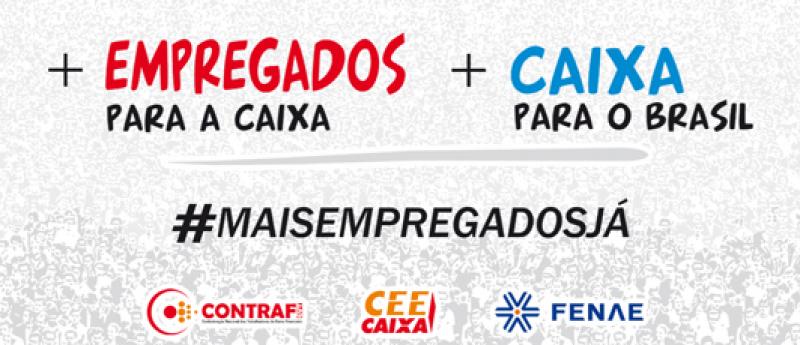 + EMPREGADOS + CAIXA
PARA A CAIXA PARA O BRASIL
#MAISEMPREGADOSJÁ
CONTRAF CEE FENAE
CAIXA